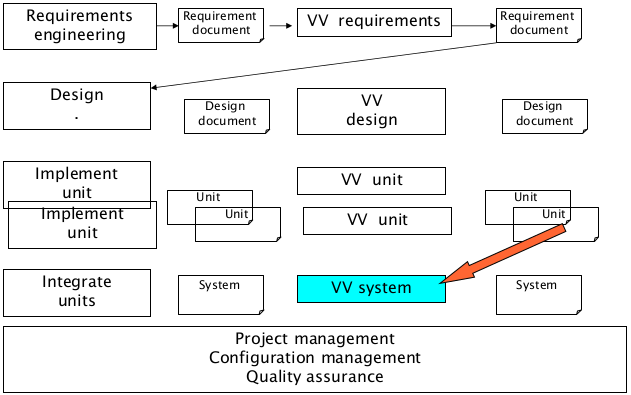 Requirements
engineering
Requirement
document
VV requirements
Requirement
document
Design
.
Design
document
VV
design
Design
document
Implement
unit
Implement
unit
Unit
Unit
VV unit
VV unit
Unit
Unit
Integrate
units
System
VV system
System
Project management
Configuration management
Quality assurance